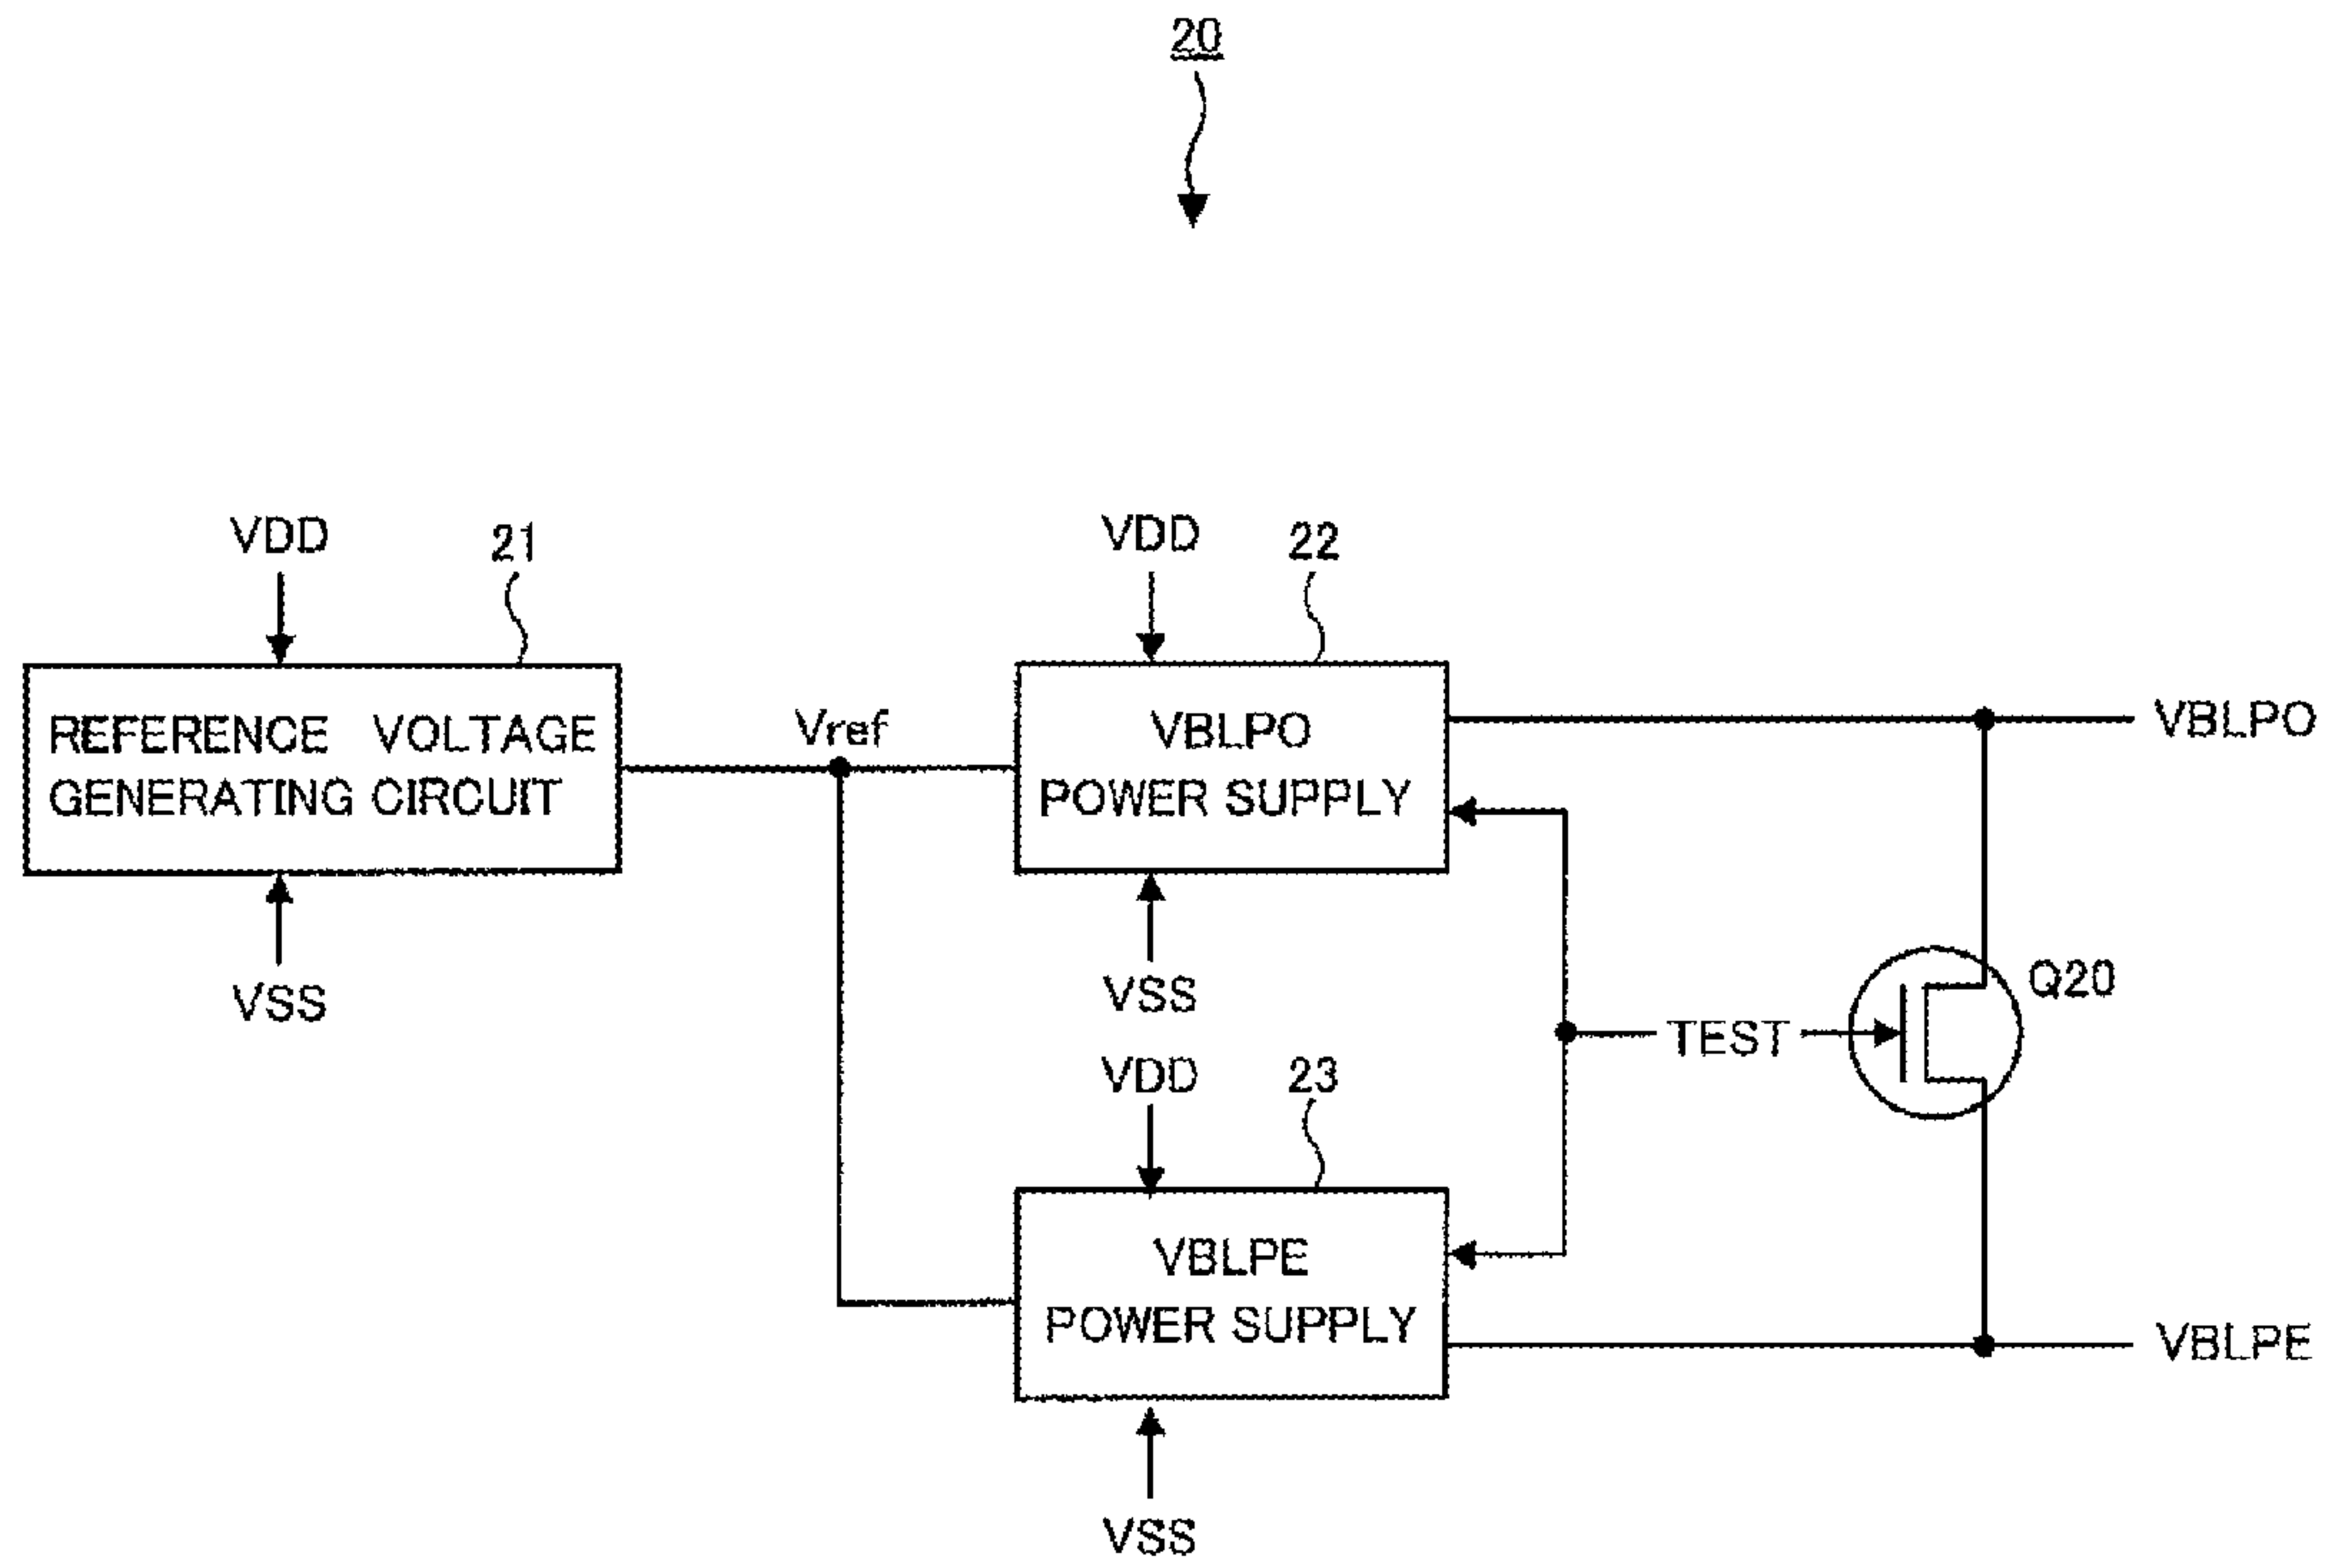 20
VDD
21
VDD
22
REFERENCE VOLTAGE
GENERATING CIRCUIT
Vref
VBLPO
POWER SUPPLY
VBLPO
VSS
VSS
Q20
TEST
VDD
23
VBLPE
POWER SUPPLY
VBLPE
VSS